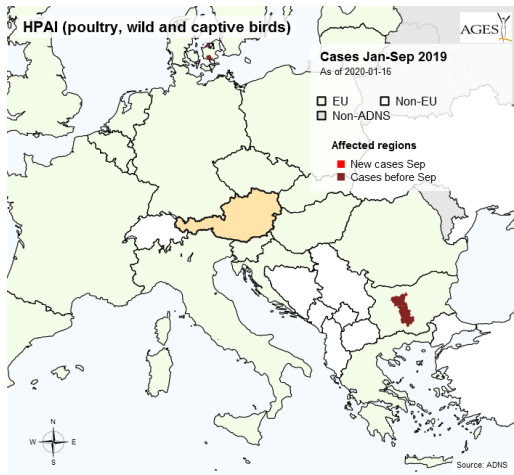 HPAI (poultry, wild and captive birds)
AGES
Cases Jan-Sep 2019
As of 2020-01-16
EU
Non-EU
Non-ADNS
Affected regions
New cases Sep
Cases before Sep
N
W E
S
Source: ADNS